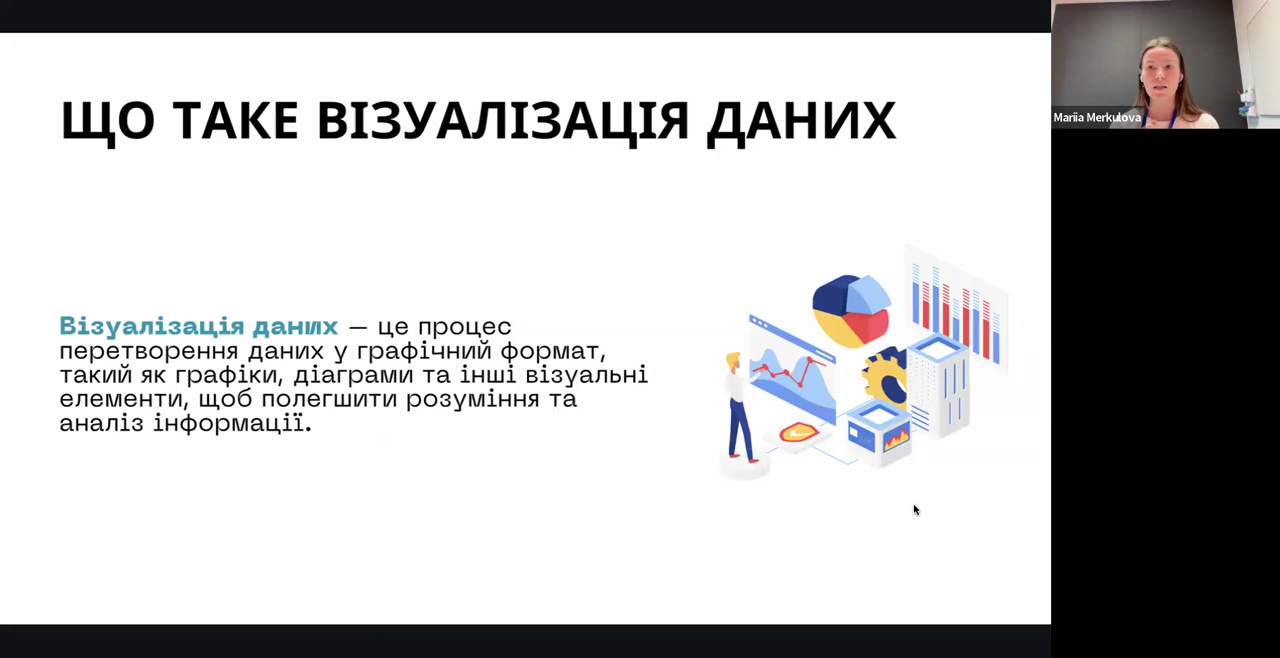 ЩО ТАКЕ ВІЗУАЛІЗАЦІЯ ДАНИХ
Візуалізація даних — це процес
перетворення даних у графічний формат,
такий як графіки, діаграми та інші візуальні
елементи, щоб полегшити розуміння та
аналіз інформації.
Mariia Merkulova